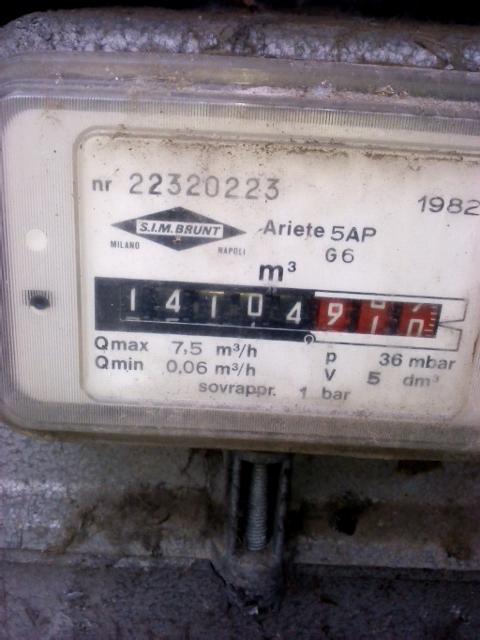 nr 22320223
1982
S.I.M. BRUNT
MILANO NAPOLI
Ariete 5AP
G6
m³
14104910
Qmax 7,5 m³/h
Qmin 0,06 m³/h
p 36 mbar
V 5 dm³
sovrappr. 1 bar